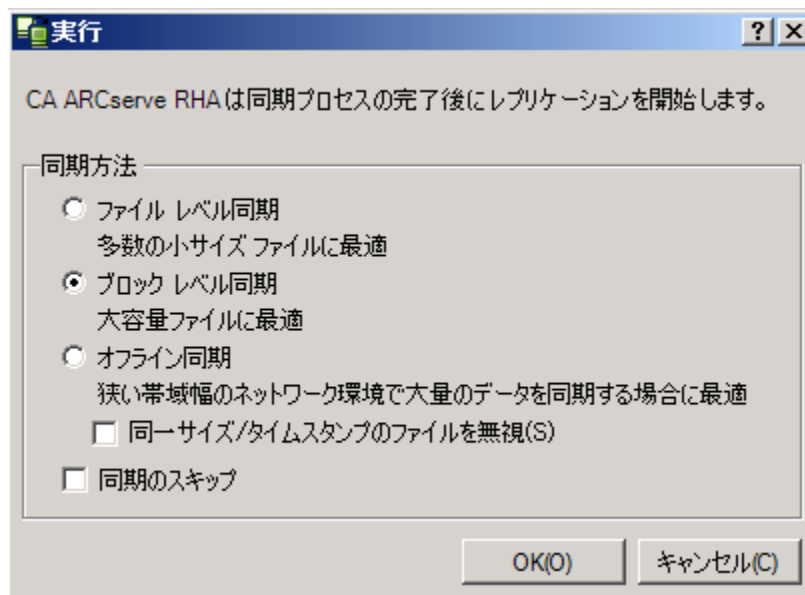 実行
CA ARCserve RHAは同期プロセスの完了後にレプリケーションを開始します。
同期方法
ファイル レベル同期
多数の小サイズ ファイルに最適
ブロック レベル同期
大容量ファイルに最適
オフライン同期
狭い帯域幅のネットワーク環境で大量のデータを同期する場合に最適
同一サイズ/タイムスタンプのファイルを無視(S)
同期のスキップ
OK(O) キャンセル(C)